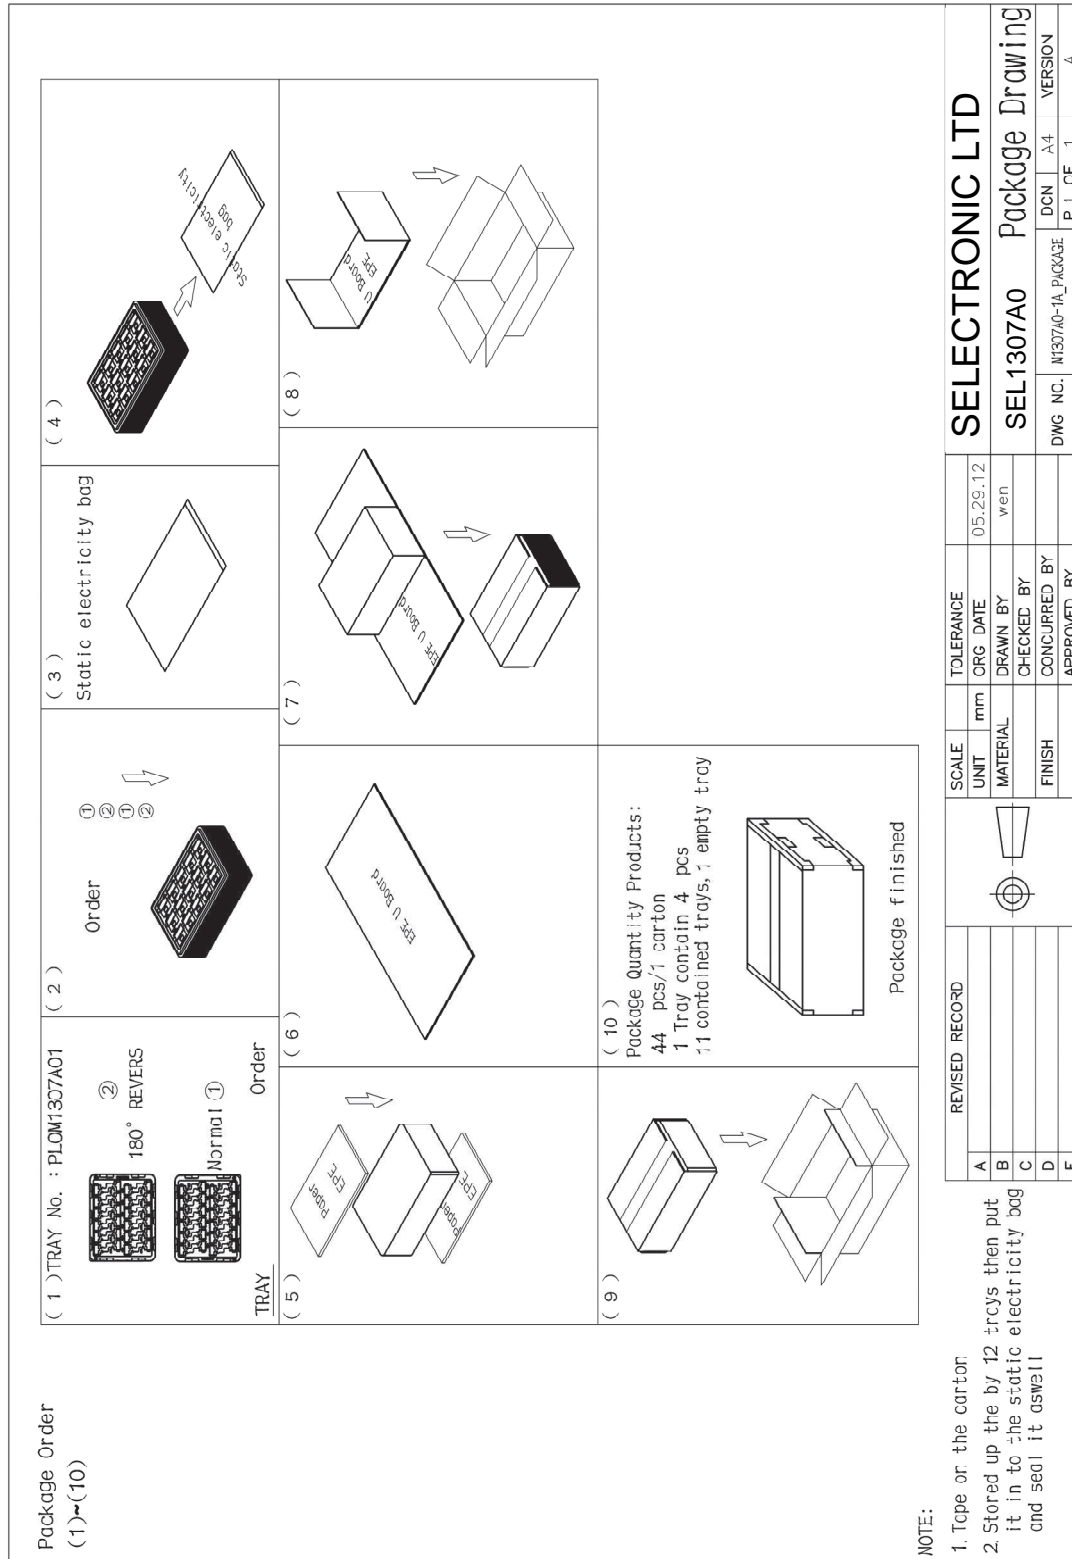 Package Order
(1)~(10)
( 1 )TRAY No. : PLOM1307A01
②
180° REVERS
Normal ①
TRAY
Order
( 2 )
Order
①
②
①
②
( 3 )
Static electricity bag
( 4 )
Static electricity
bag
( 5 )
EPE
Paper
EPE
Paper
( 6 )
EPE U Board
( 7 )
EPE U Board
( 8 )
U Board
EPE
( 9 )
( 10 )
Package Quantity Products:
44 pcs/1 carton
1 Tray contain 4 pcs
11 contained trays, 1 empty tray
Package finished
NOTE:
1. Tape on the carton
2. Stored up the by 12 trays then put
it in to the static electricity bag
and seal it aswell
REVISED RECORD
A
B
C
D
E
SCALE
UNIT mm
MATERIAL
FINISH
TOLERANCE
ORG DATE 05.29.12
DRAWN BY wen
CHECKED BY
CONCURRED BY
APPROVED BY
SELECTRONIC LTD
SEL1307A0 Package Drawing
DWG NO. N1307A0-1A_PACKAGE
DCN A4 VERSION
P 1 OF 1 A